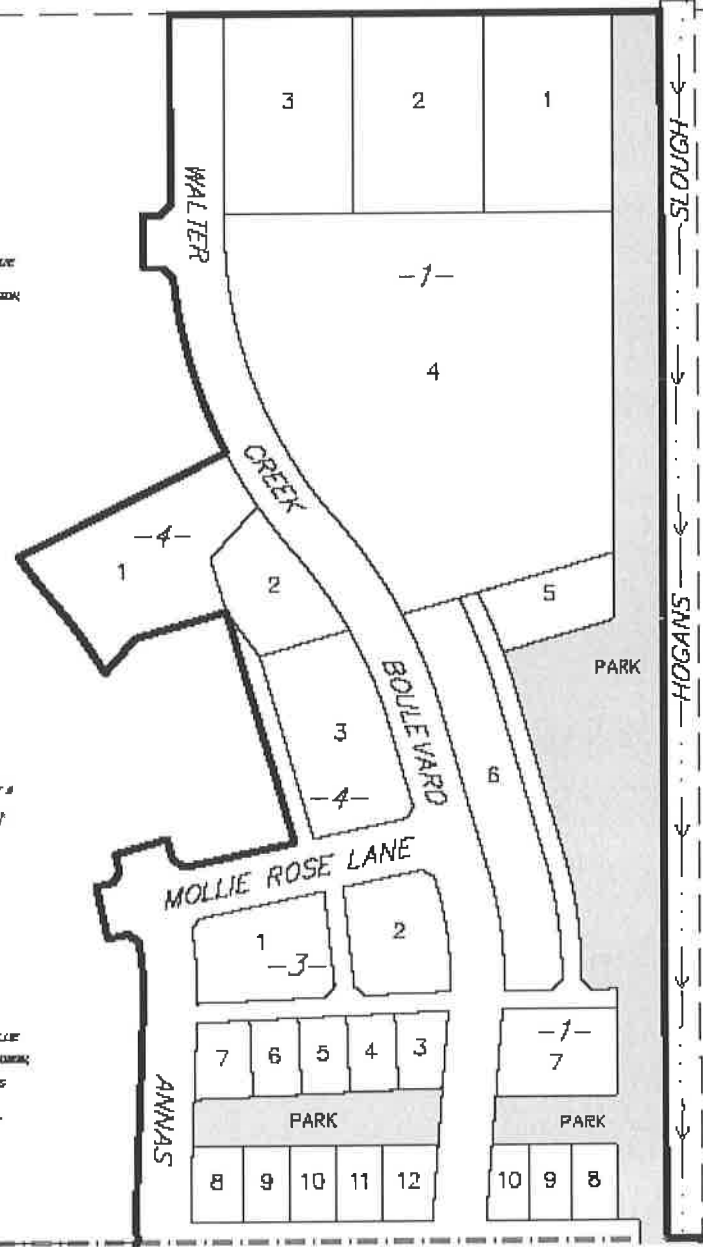 3 2 1
SLOUGH
WALTER
-1-
4
CREEK
-4-
1
2
5
HOGANS
PARK
BOULEVARD
3
6
-4-
MOLLIE ROSE LANE
1
-3-
2
7 6 5 4 3
-1-
7
ANNAS
PARK PARK
8 9 10 11 12 10 9 8